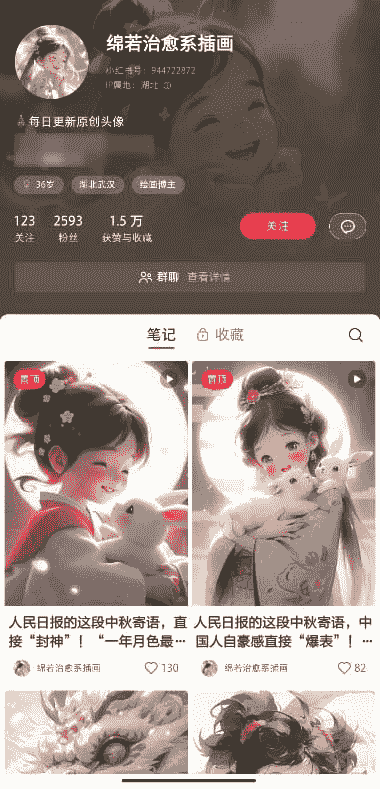 绵若治愈系插画
小红书号：944722872
IP属地：湖北
每日更新原创头像
36岁
湖北武汉
绘画博主
123
关注
2593
粉丝
1.5 万
获赞与收藏
关注
群聊 查看详情
笔记
收藏
置顶
置顶
人民日报的这段中秋寄语，直
接“封神”！“一年月色最…
绵若治愈系插画
130
人民日报的这段中秋寄语，中
国人自豪感直接“爆表”！…
绵若治愈系插画
82